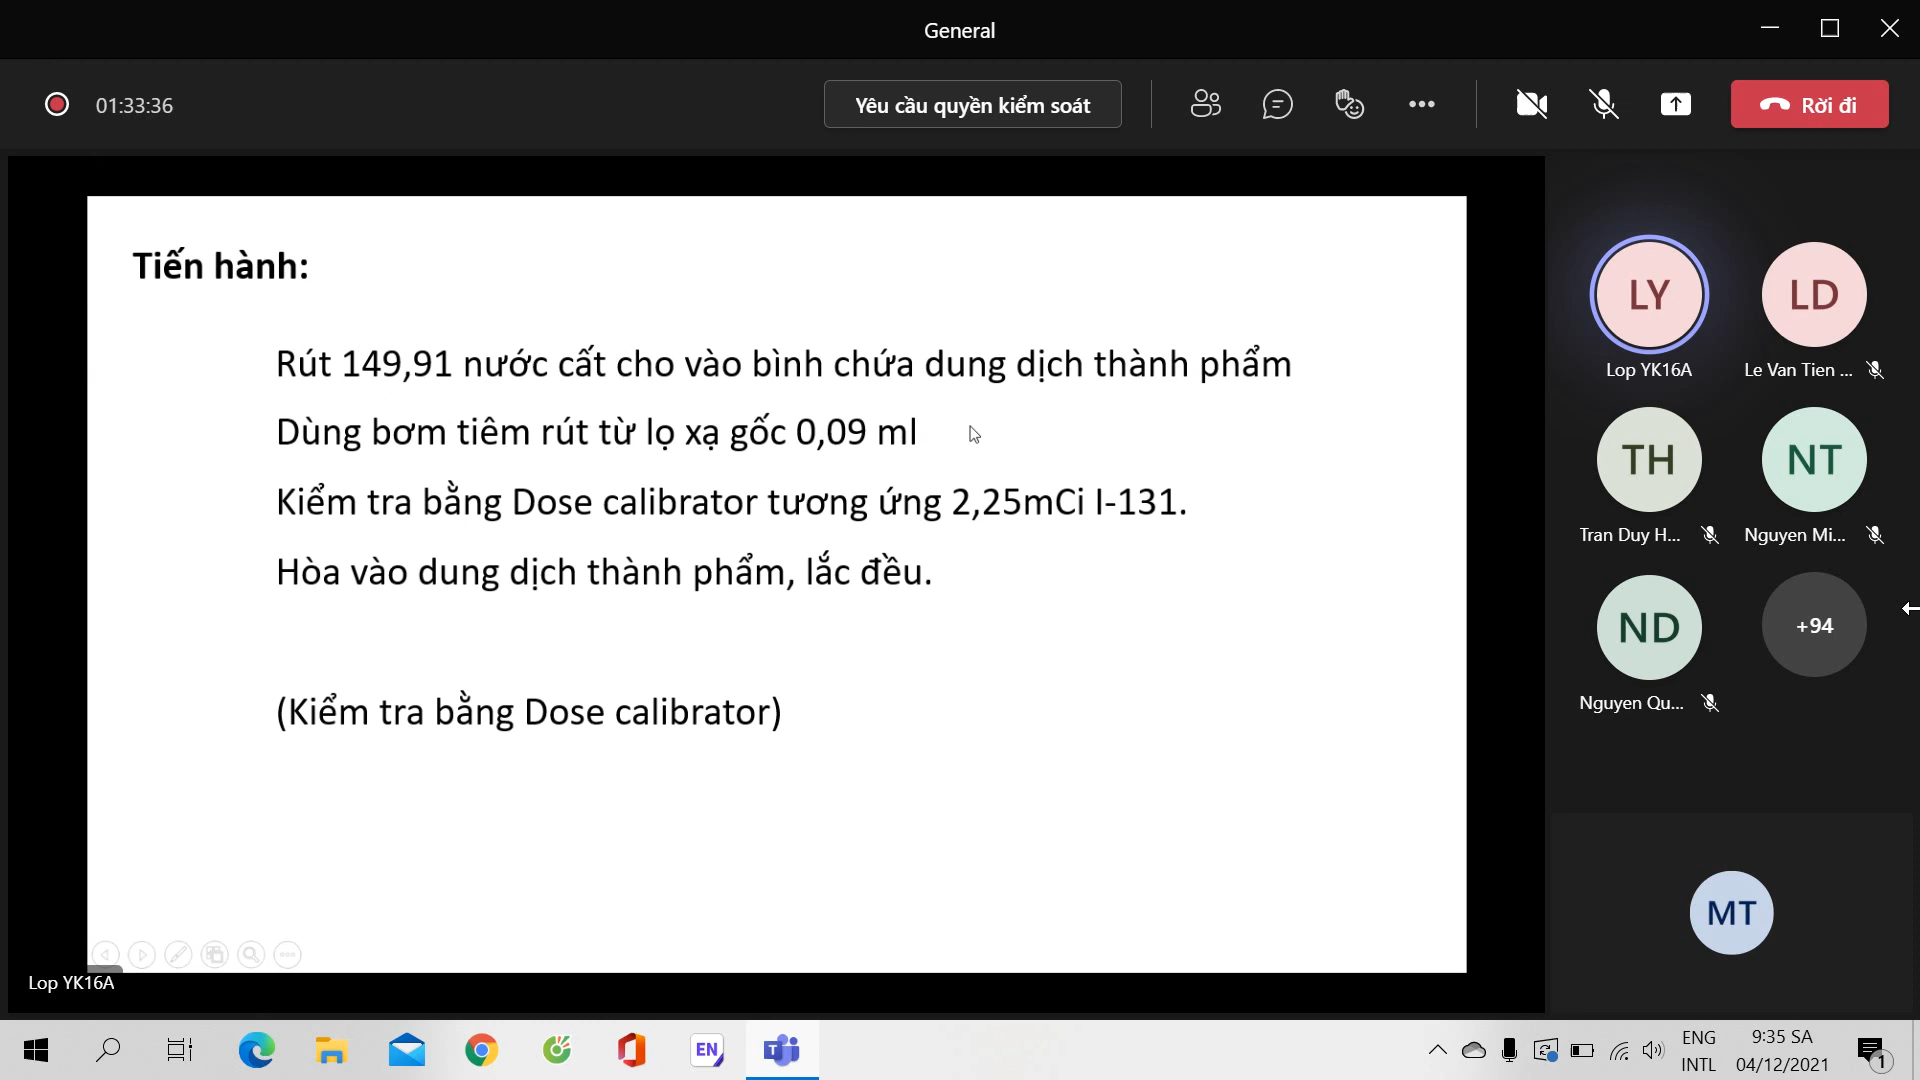 General
01:33:36
Yêu cầu quyền kiểm soát
Rời đi
Tiến hành:
Rút 149,91 nước cất cho vào bình chứa dung dịch thành phẩm
Dùng bơm tiêm rút từ lọ xạ gốc 0,09 ml
Kiểm tra bằng Dose calibrator tương ứng 2,25mCi I-131.
Hòa vào dung dịch thành phẩm, lắc đều.
(Kiểm tra bằng Dose calibrator)
Lop YK16A
LY
LD
Lop YK16A
Le Van Tien ...
TH
NT
Tran Duy H...
Nguyen Mi...
ND
+94
Nguyen Qu...
MT
EN
T
ENG
INTL
9:35 SA
04/12/2021
1